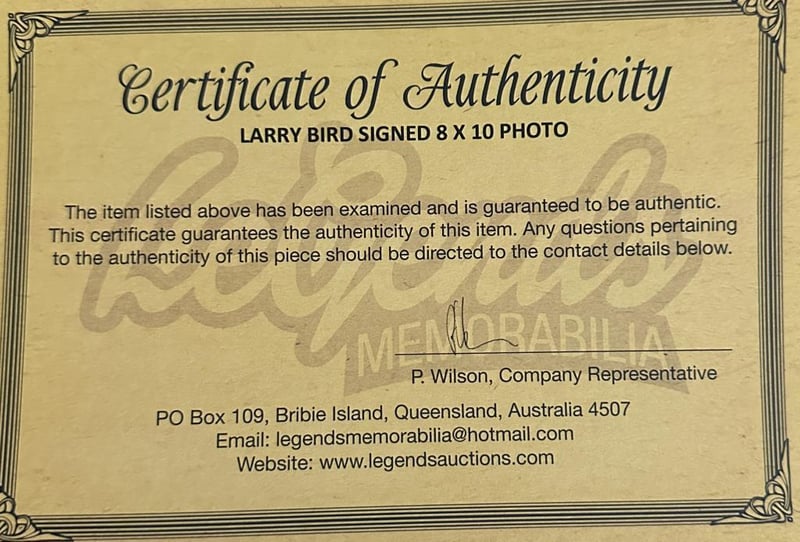 Certificate of Authenticity
LARRY BIRD SIGNED 8 X 10 PHOTO
The item listed above has been examined and is guaranteed to be authentic.
This certificate guarantees the authenticity of this item. Any questions pertaining
to the authenticity of this piece should be directed to the contact details below.
Legends
MEMORABILIA
P. Wilson, Company Representative
PO Box 109, Bribie Island, Queensland, Australia 4507
Email: legendsmemorabilia@hotmail.com
Website: www.legendsauctions.com